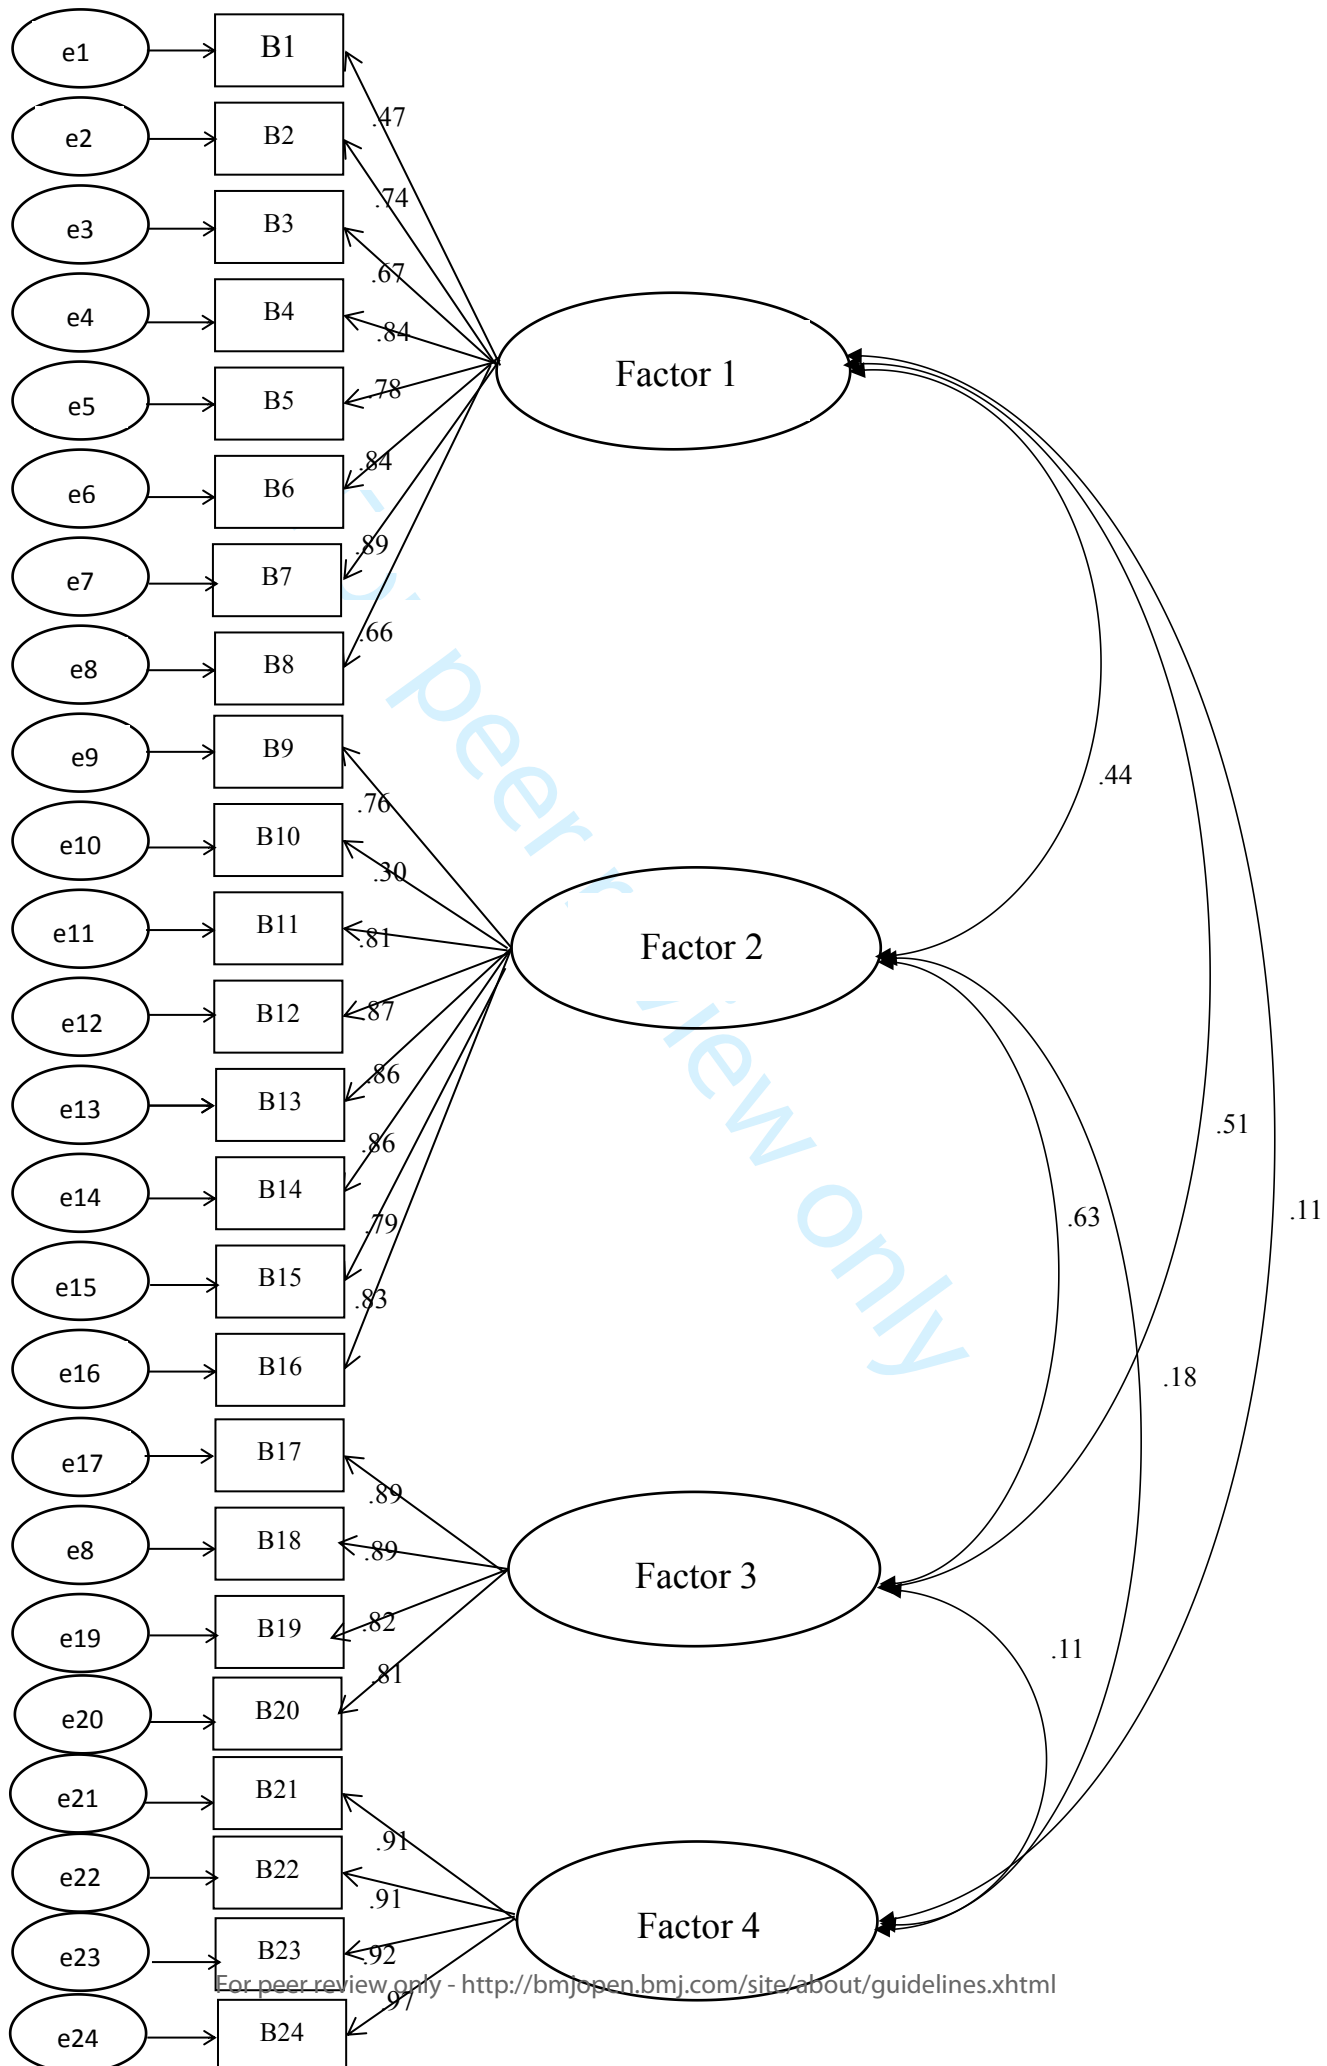 e1 B1
.47
e2 B2
.74
e3 B3
.67
e4 B4
.84
Factor 1
e5 B5
.78
e6 B6
.84
e7 B7
.89
e8 B8
.66
e9 B9
.76
.44
e10 B10
.30
e11 B11
.81
Factor 2
e12 B12
.87
e13 B13
.86
e14 B14
.86
.51
.63
.11
e15 B15
.79
e16 B16
.83
.18
e17 B17
.89
e8 B18
.89
Factor 3
e19 B19
.82
.11
e20 B20
.81
e21 B21
.91
e22 B22
.91
Factor 4
e23 B23
.92
For peer review only - http://bmjopen.bmj.com/site/about/guidelines.xhtml
.97
e24 B24
peer review only